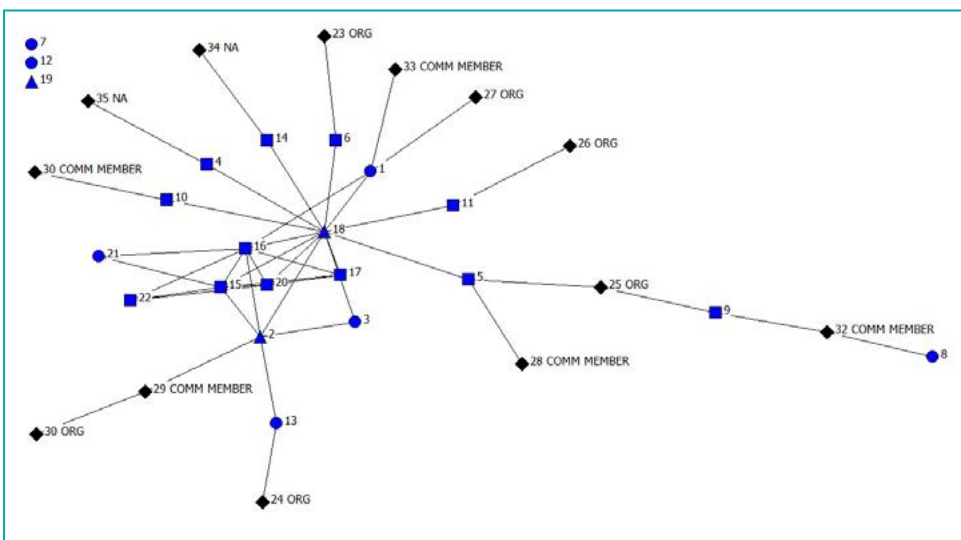 7
12
19
34 NA
23 ORG
33 COMM MEMBER
27 ORG
35 NA
14
6
26 ORG
4
1
30 COMM MEMBER
10
11
18
16
21
17
5
15
20
25 ORG
22
9
3
32 COMM MEMBER
2
8
28 COMM MEMBER
29 COMM MEMBER
13
30 ORG
24 ORG